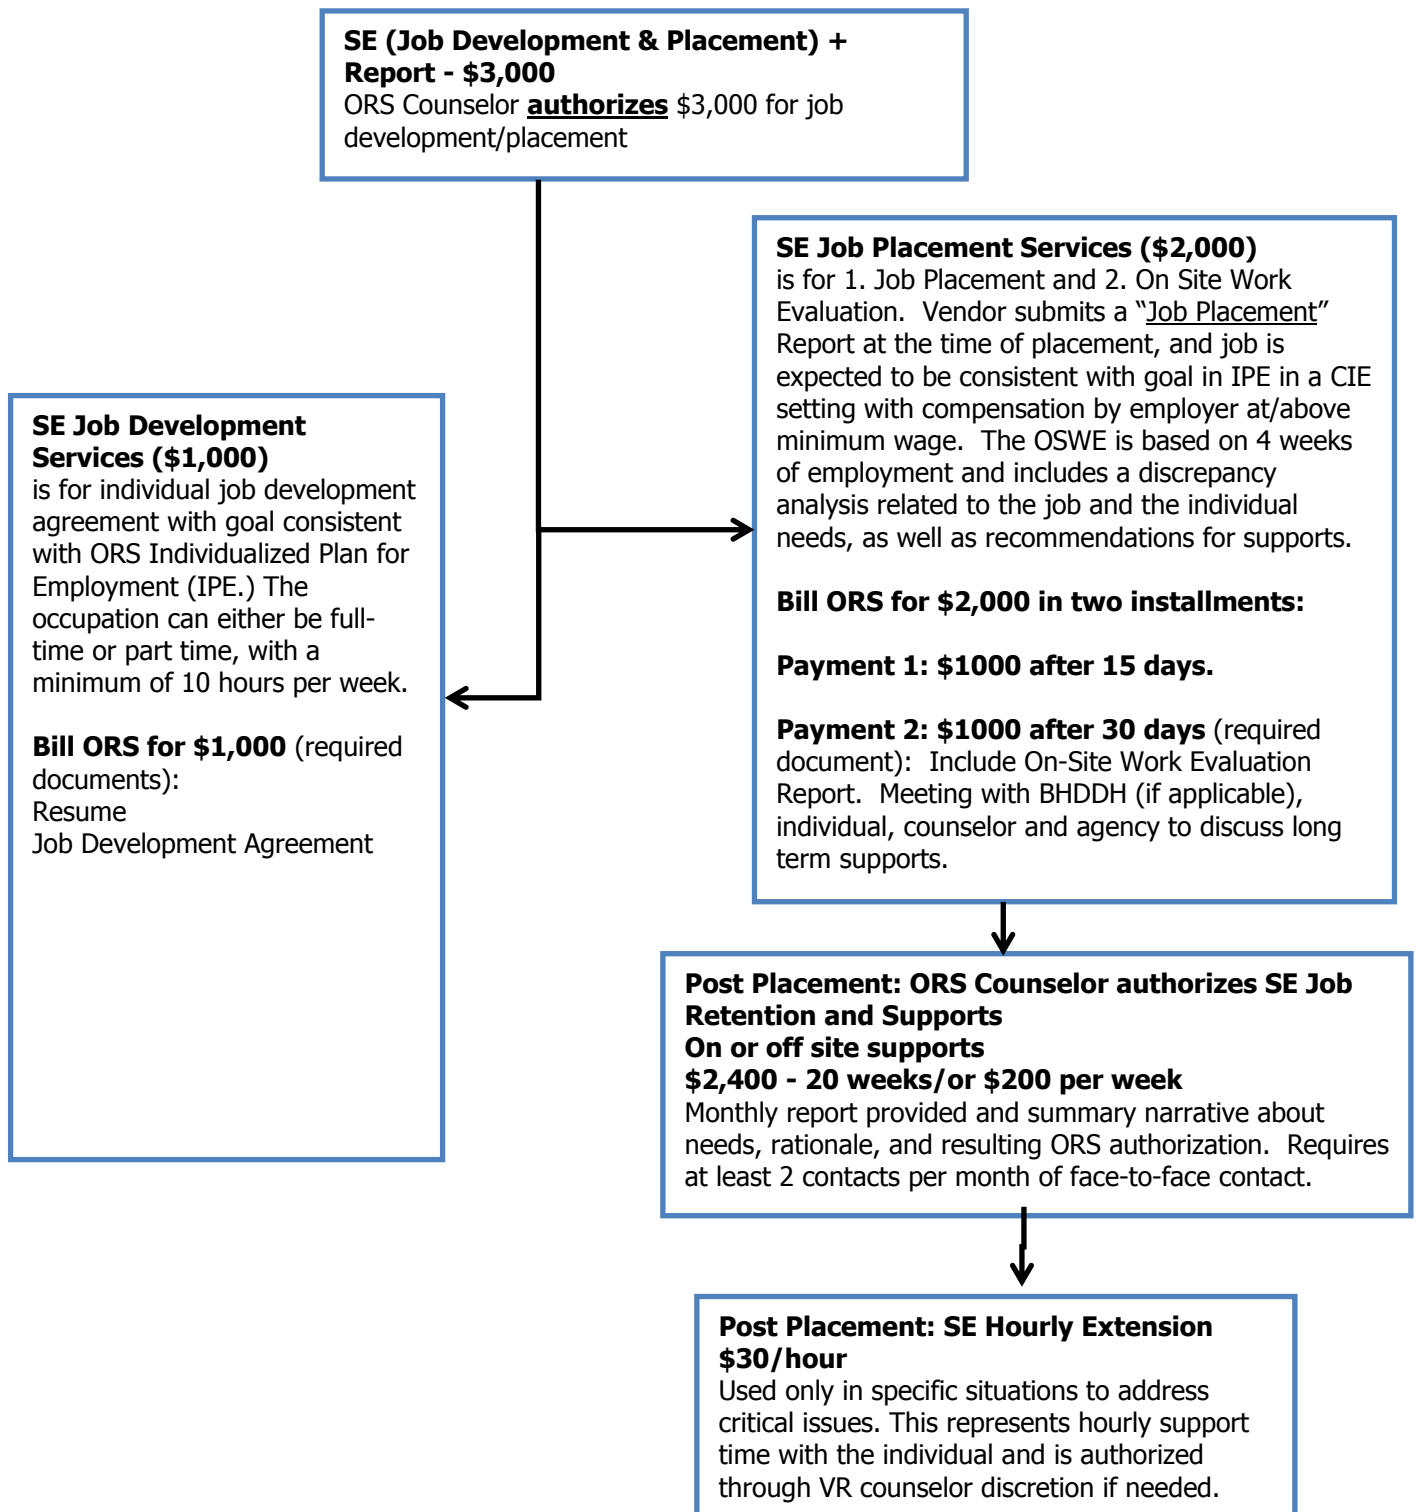 SE (Job Development & Placement) +
Report - $3,000
ORS Counselor authorizes $3,000 for job
development/placement
SE Job Development
Services ($1,000)
is for individual job development
agreement with goal consistent
with ORS Individualized Plan for
Employment (IPE.) The
occupation can either be full-
time or part time, with a
minimum of 10 hours per week.
Bill ORS for $1,000 (required
documents):
Resume
Job Development Agreement
SE Job Placement Services ($2,000)
is for 1. Job Placement and 2. On Site Work
Evaluation.  Vendor submits a “Job Placement”
Report at the time of placement, and job is
expected to be consistent with goal in IPE in a CIE
setting with compensation by employer at/above
minimum wage.  The OSWE is based on 4 weeks
of employment and includes a discrepancy
analysis related to the job and the individual
needs, as well as recommendations for supports.
Bill ORS for $2,000 in two installments:
Payment 1: $1000 after 15 days.
Payment 2: $1000 after 30 days (required
document):  Include On-Site Work Evaluation
Report.  Meeting with BHDDH (if applicable),
individual, counselor and agency to discuss long
term supports.
Post Placement: ORS Counselor authorizes SE Job
Retention and Supports
On or off site supports
$2,400 - 20 weeks/or $200 per week
Monthly report provided and summary narrative about
needs, rationale, and resulting ORS authorization.  Requires
at least 2 contacts per month of face-to-face contact.
Post Placement: SE Hourly Extension
$30/hour
Used only in specific situations to address
critical issues. This represents hourly support
time with the individual and is authorized
through VR counselor discretion if needed.